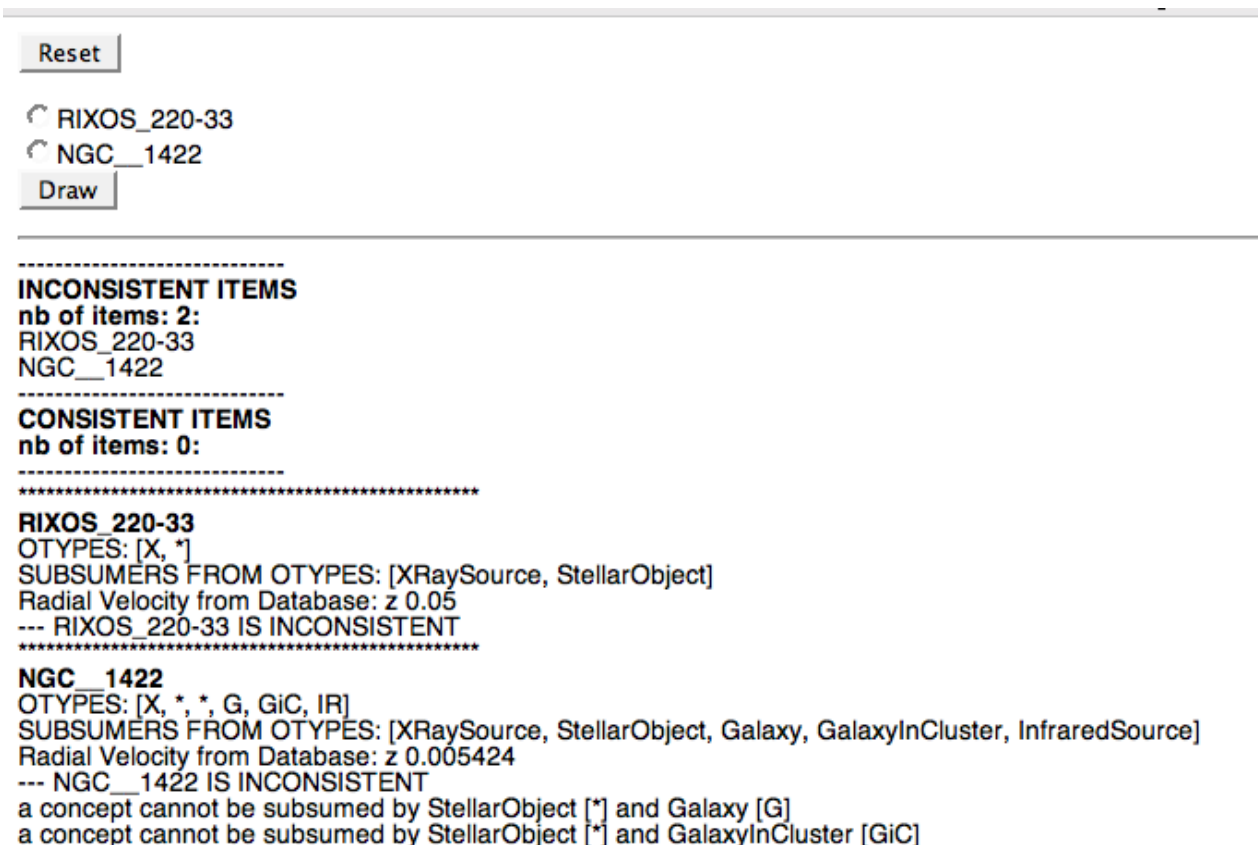 Reset
RIXOS_220-33
NGC__1422
Draw
-----------------------------
INCONSISTENT ITEMS
nb of items: 2:
RIXOS_220-33
NGC__1422
-----------------------------
CONSISTENT ITEMS
nb of items: 0:
-----------------------------
**************************************************
RIXOS_220-33
OTYPES: [X, *]
SUBSUMERS FROM OTYPES: [XRaySource, StellarObject]
Radial Velocity from Database: z 0.05
--- RIXOS_220-33 IS INCONSISTENT
**************************************************
NGC__1422
OTYPES: [X, *, *, G, GiC, IR]
SUBSUMERS FROM OTYPES: [XRaySource, StellarObject, Galaxy, GalaxyInCluster, InfraredSource]
Radial Velocity from Database: z 0.005424
--- NGC__1422 IS INCONSISTENT
a concept cannot be subsumed by StellarObject [*] and Galaxy [G]
a concept cannot be subsumed by StellarObject [*] and GalaxyInCluster [GiC]